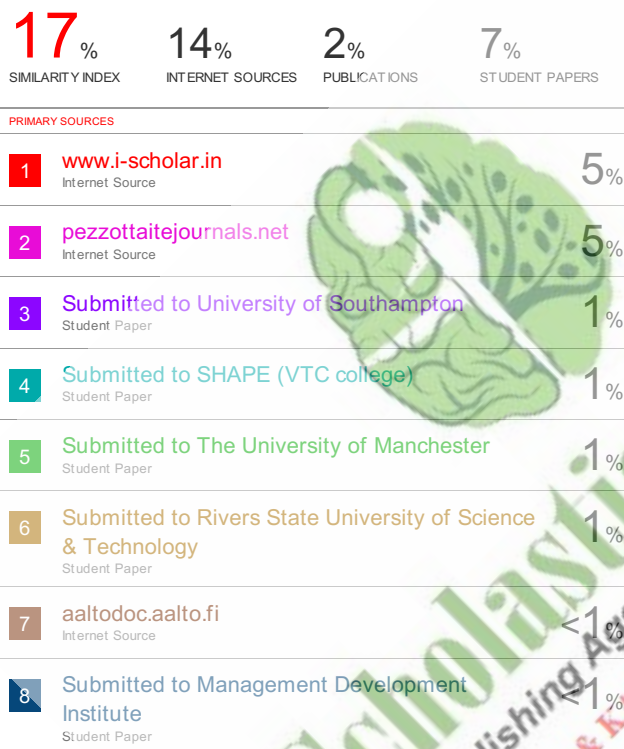 17% 14% 2% 7%
SIMILARITY INDEX INTERNET SOURCES PUBLICATIONS STUDENT PAPERS
PRIMARY SOURCES
1 www.i-scholar.in 5%
Internet Source
2 pezzottaitejournals.net 5%
Internet Source
3 Submitted to University of Southampton 1%
Student Paper
4 Submitted to SHAPE (VTC college) 1%
Student Paper
5 Submitted to The University of Manchester 1%
Student Paper
6 Submitted to Rivers State University of Science 1%
& Technology
Student Paper
7 aaltodoc.aalto.fi <1%
Internet Source
8 Submitted to Management Development <1%
Institute
Student Paper